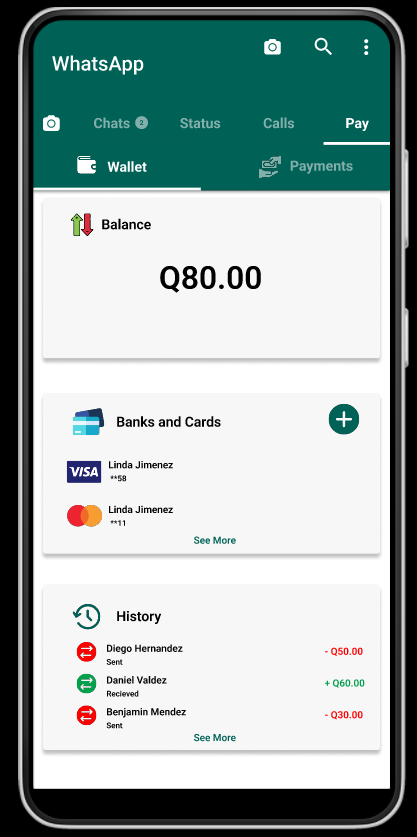 WhatsApp
Chats 2 Status Calls Pay
Wallet Payments
Balance
Q80.00
Banks and Cards
VISA Linda Jimenez
**58
Linda Jimenez
**11
See More
History
Diego Hernandez - Q50.00
Sent
Daniel Valdez + Q60.00
Recieved
Benjamin Mendez - Q30.00
Sent
See More